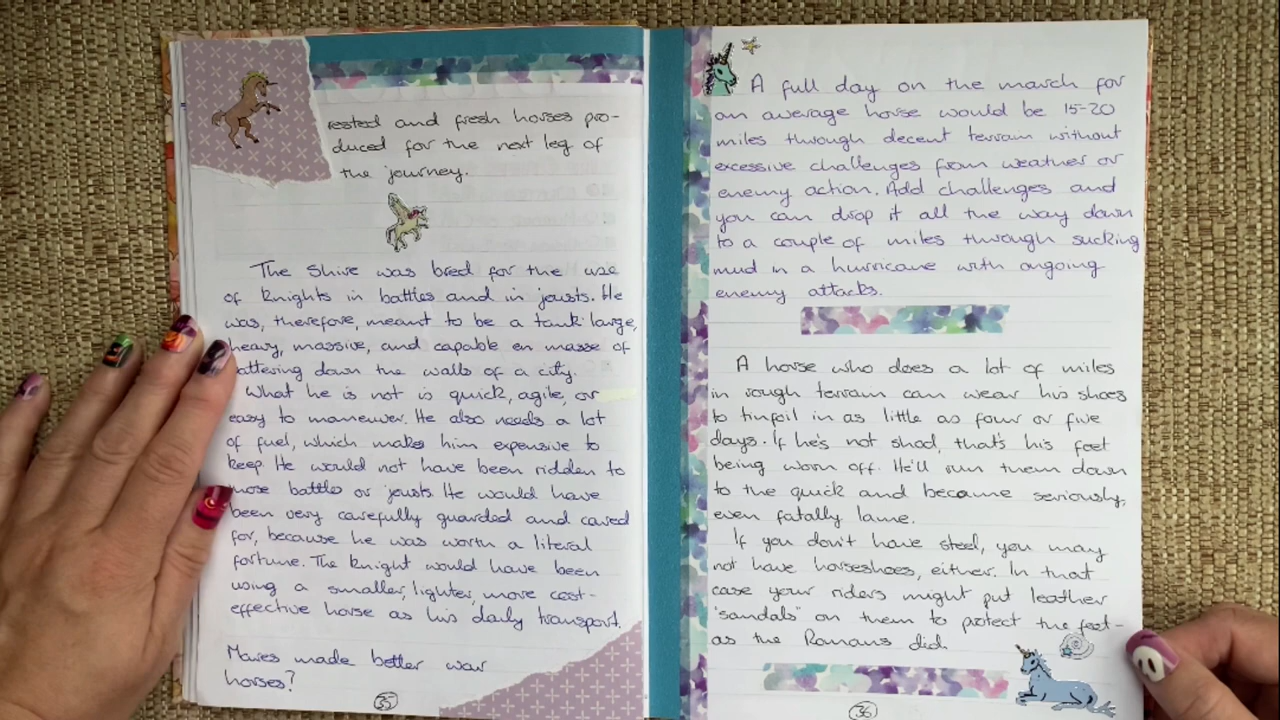 rested and fresh horses pro-
duced for the next leg of
the journey.
The Shire was bred for the use
of knights in battles and in jousts. He
was, therefore, meant to be a tank: large,
heavy, massive, and capable en masse of
battering down the walls of a city.
What he is not is quick, agile, or
easy to maneuver. He also needs a lot
of fuel, which makes him expensive to
keep. He would not have been ridden to
those battles or jousts. He would have
been very carefully guarded and cared
for, because he was worth a literal
fortune. The knight would have been
using a smaller, lighter, more cost-
effective horse as his daily transport.
Mares made better war
horses?
35
A full day on the march for
an average horse would be 15-20
miles through decent terrain without
excessive challenges from weather or
enemy action. Add challenges and
you can drop it all the way down
to a couple of miles through sucking
mud in a hurricane with ongoing
enemy attacks.
A horse who does a lot of miles
in rough terrain can wear his shoes
to tinfoil in as little as four or five
days. If he's not shod, that's his feet
being worn off. He'll run them down
to the quick and become seriously,
even fatally lame.
If you don't have steel, you may
not have horseshoes, either. In that
case your riders might put leather
"sandals" on them to protect the feet-
as the Romans did.
36